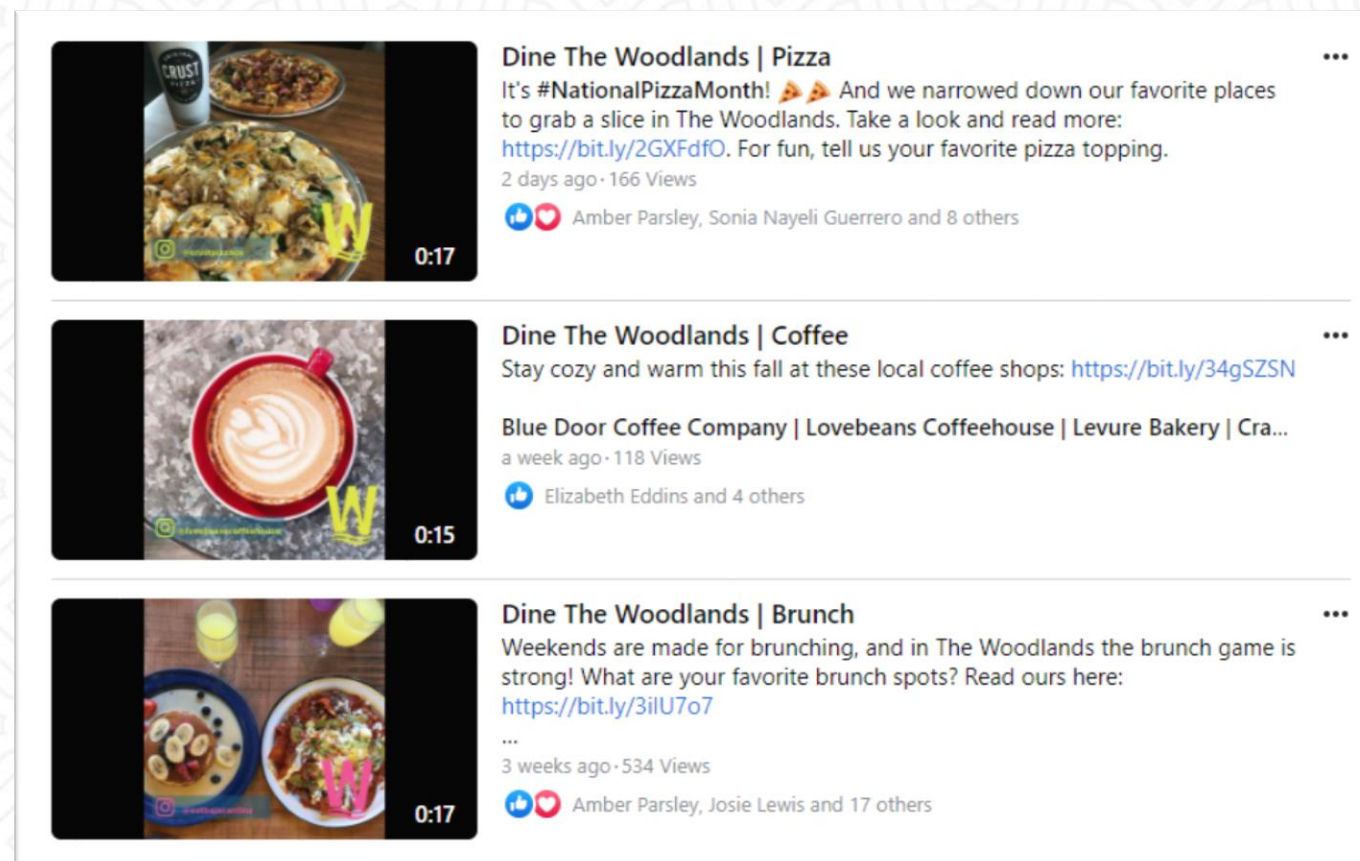 Dine The Woodlands | Pizza
It's #NationalPizzaMonth! 🍕🍕 And we narrowed down our favorite places
to grab a slice in The Woodlands. Take a look and read more:
https://bit.ly/2GXFdfO. For fun, tell us your favorite pizza topping.
2 days ago · 166 Views
Amber Parsley, Sonia Nayeli Guerrero and 8 others
CRUST
PIZZA
W
0:17
Dine The Woodlands | Coffee
Stay cozy and warm this fall at these local coffee shops: https://bit.ly/34gSZSN
Blue Door Coffee Company | Lovebeans Coffeehouse | Levure Bakery | Cra...
a week ago · 118 Views
Elizabeth Eddins and 4 others
@lovebeanscoffeehouse
W
0:15
Dine The Woodlands | Brunch
Weekends are made for brunching, and in The Woodlands the brunch game is
strong! What are your favorite brunch spots? Read ours here:
https://bit.ly/3ilU7o7
...
3 weeks ago · 534 Views
Amber Parsley, Josie Lewis and 17 others
W
0:17